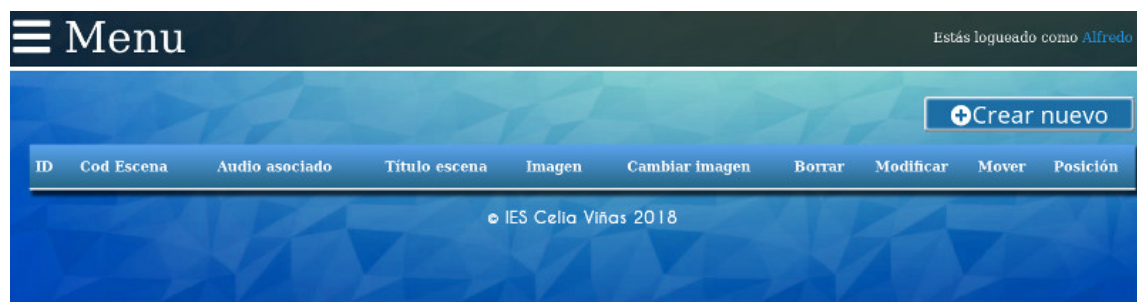 Menu
Estás logueado como Alfredo
Crear nuevo
ID Cod Escena Audio asociado Título escena Imagen Cambiar imagen Borrar Modificar Mover Posición
© IES Celia Viñas 2018